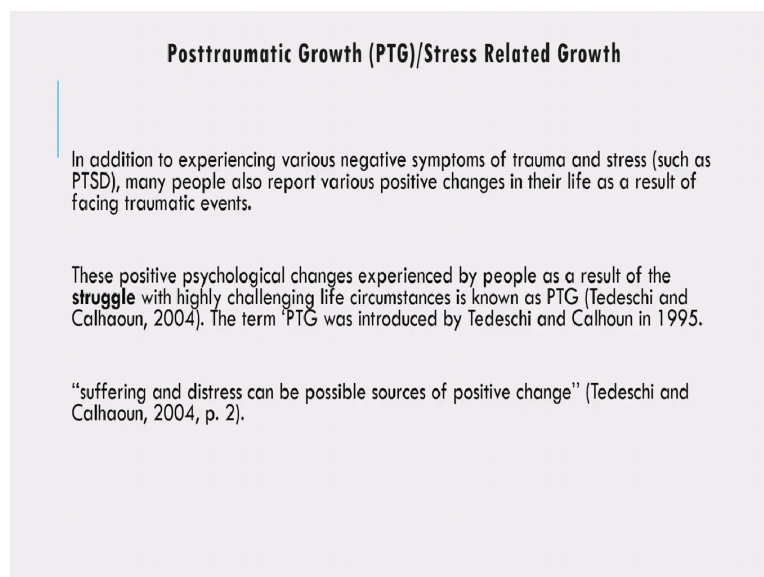 Posttraumatic Growth (PTG)/Stress Related Growth
In addition to experiencing various negative symptoms of trauma and stress (such as
PTSD), many people also report various positive changes in their life as a result of
facing traumatic events.
These positive psychological changes experienced by people as a result of the
struggle with highly challenging life circumstances is known as PTG (Tedeschi and
Calhaoun, 2004). The term ‘PTG was introduced by Tedeschi and Calhoun in 1995.
“suffering and distress can be possible sources of positive change” (Tedeschi and
Calhaoun, 2004, p. 2).